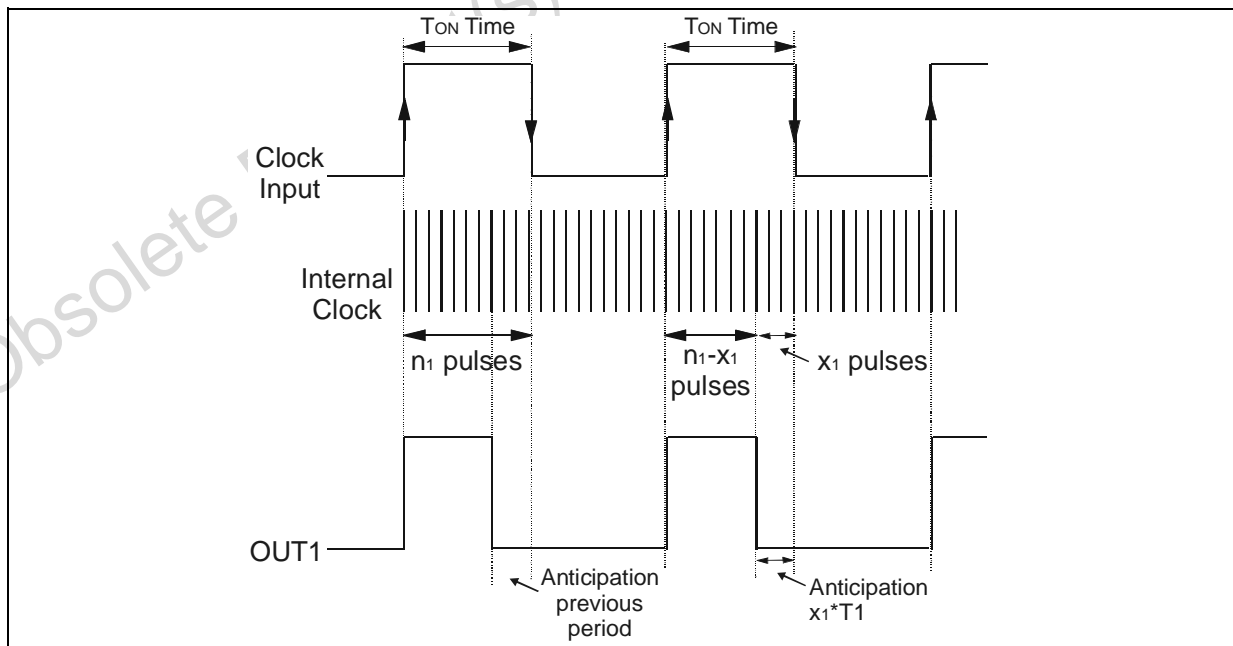 TON Time
TON Time
Clock
Input
Internal
Clock
n1 pulses
n1-x1
pulses
x1 pulses
OUT1
Anticipation
previous
period
Anticipation
x1*T1
Obsolete